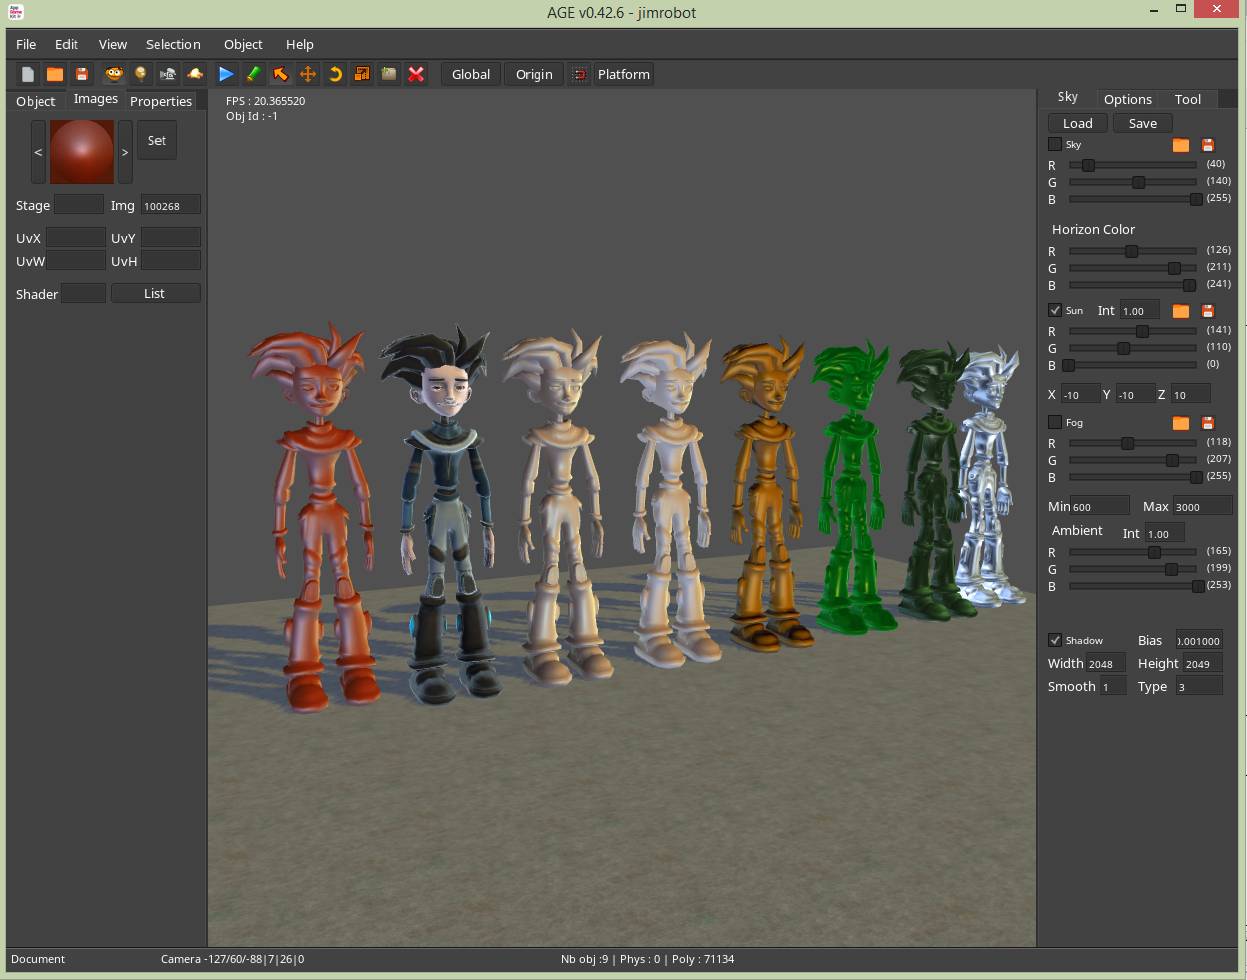 AGE v0.42.6 - jimrobot
File Edit View Selection Object Help
Global Origin Platform
Object Images Properties
< > Set
Stage Img 100268
UvX UvY
UvW UvH
Shader List
FPS : 20.365520
Obj Id : -1
Sky Options Tool
Load Save
Sky
R (40)
G (140)
B (255)
Horizon Color
R (126)
G (211)
B (241)
Sun Int 1.00
R (141)
G (110)
B (0)
X -10 Y -10 Z 10
Fog
R (118)
G (207)
B (255)
Min 600 Max 3000
Ambient Int 1.00
R (165)
G (199)
B (253)
Shadow Bias 0.001000
Width 2048 Height 2049
Smooth 1 Type 3
Document Camera -127/60/-88|7|26|0 Nb obj :9 | Phys : 0 | Poly : 71134